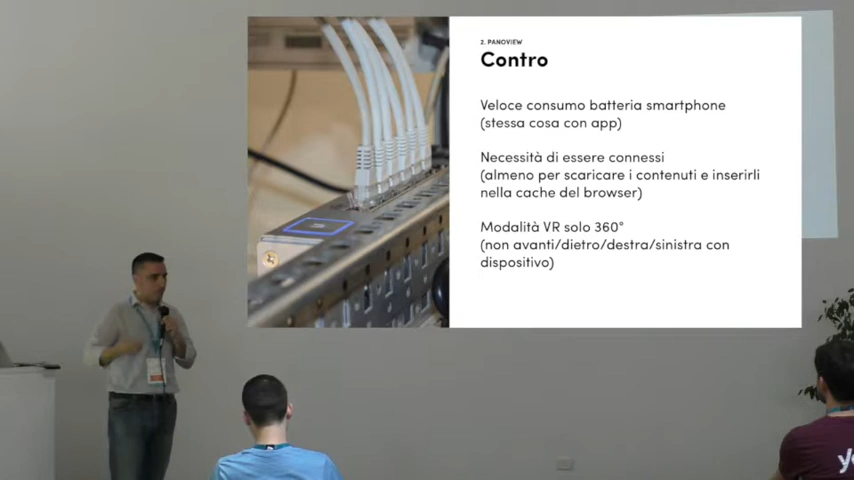 2. PANOVIEW
Contro
Veloce consumo batteria smartphone
(stessa cosa con app)
Necessità di essere connessi
(almeno per scaricare i contenuti e inserirli
nella cache del browser)
Modalità VR solo 360°
(non avanti/dietro/destra/sinistra con
dispositivo)